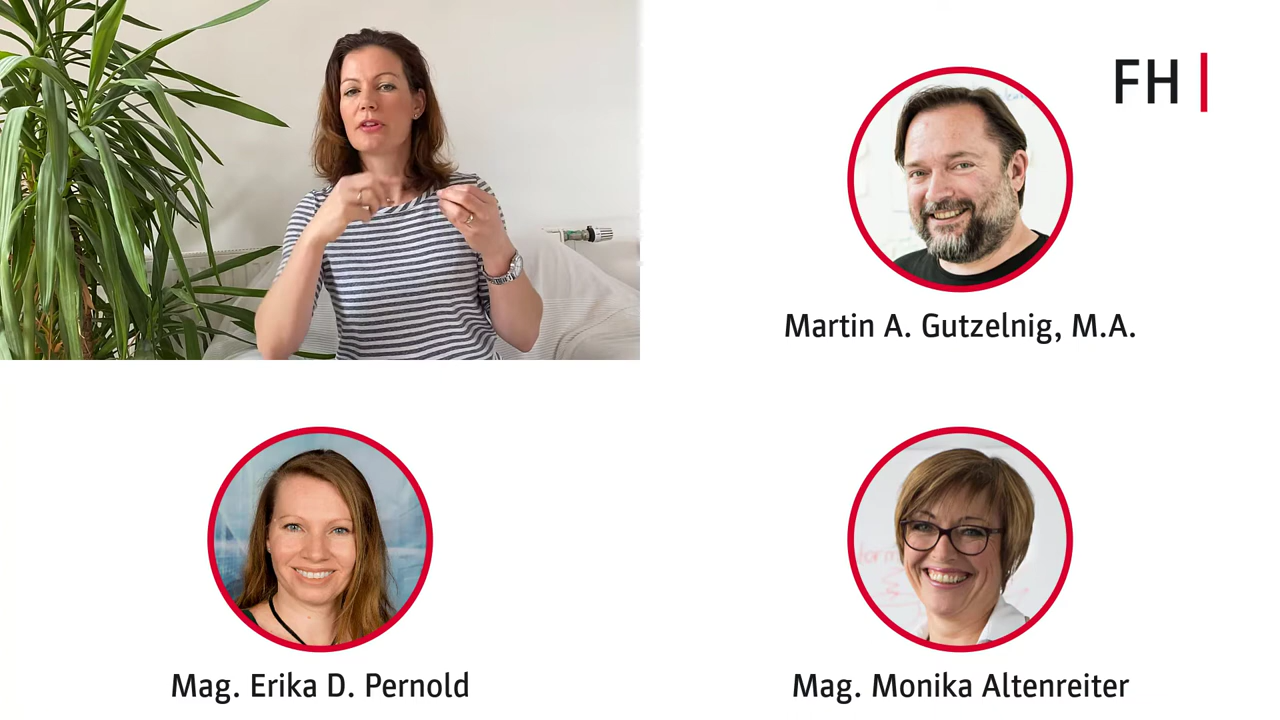 FH
Martin A. Gutzelnig, M.A.
Mag. Erika D. Pernold
Mag. Monika Altenreiter